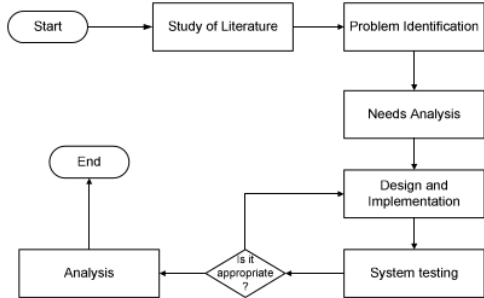 Start
Study of Literature
Problem Identification
Needs Analysis
End
Design and
Implementation
Is it
appropriate
?
Analysis
System testing